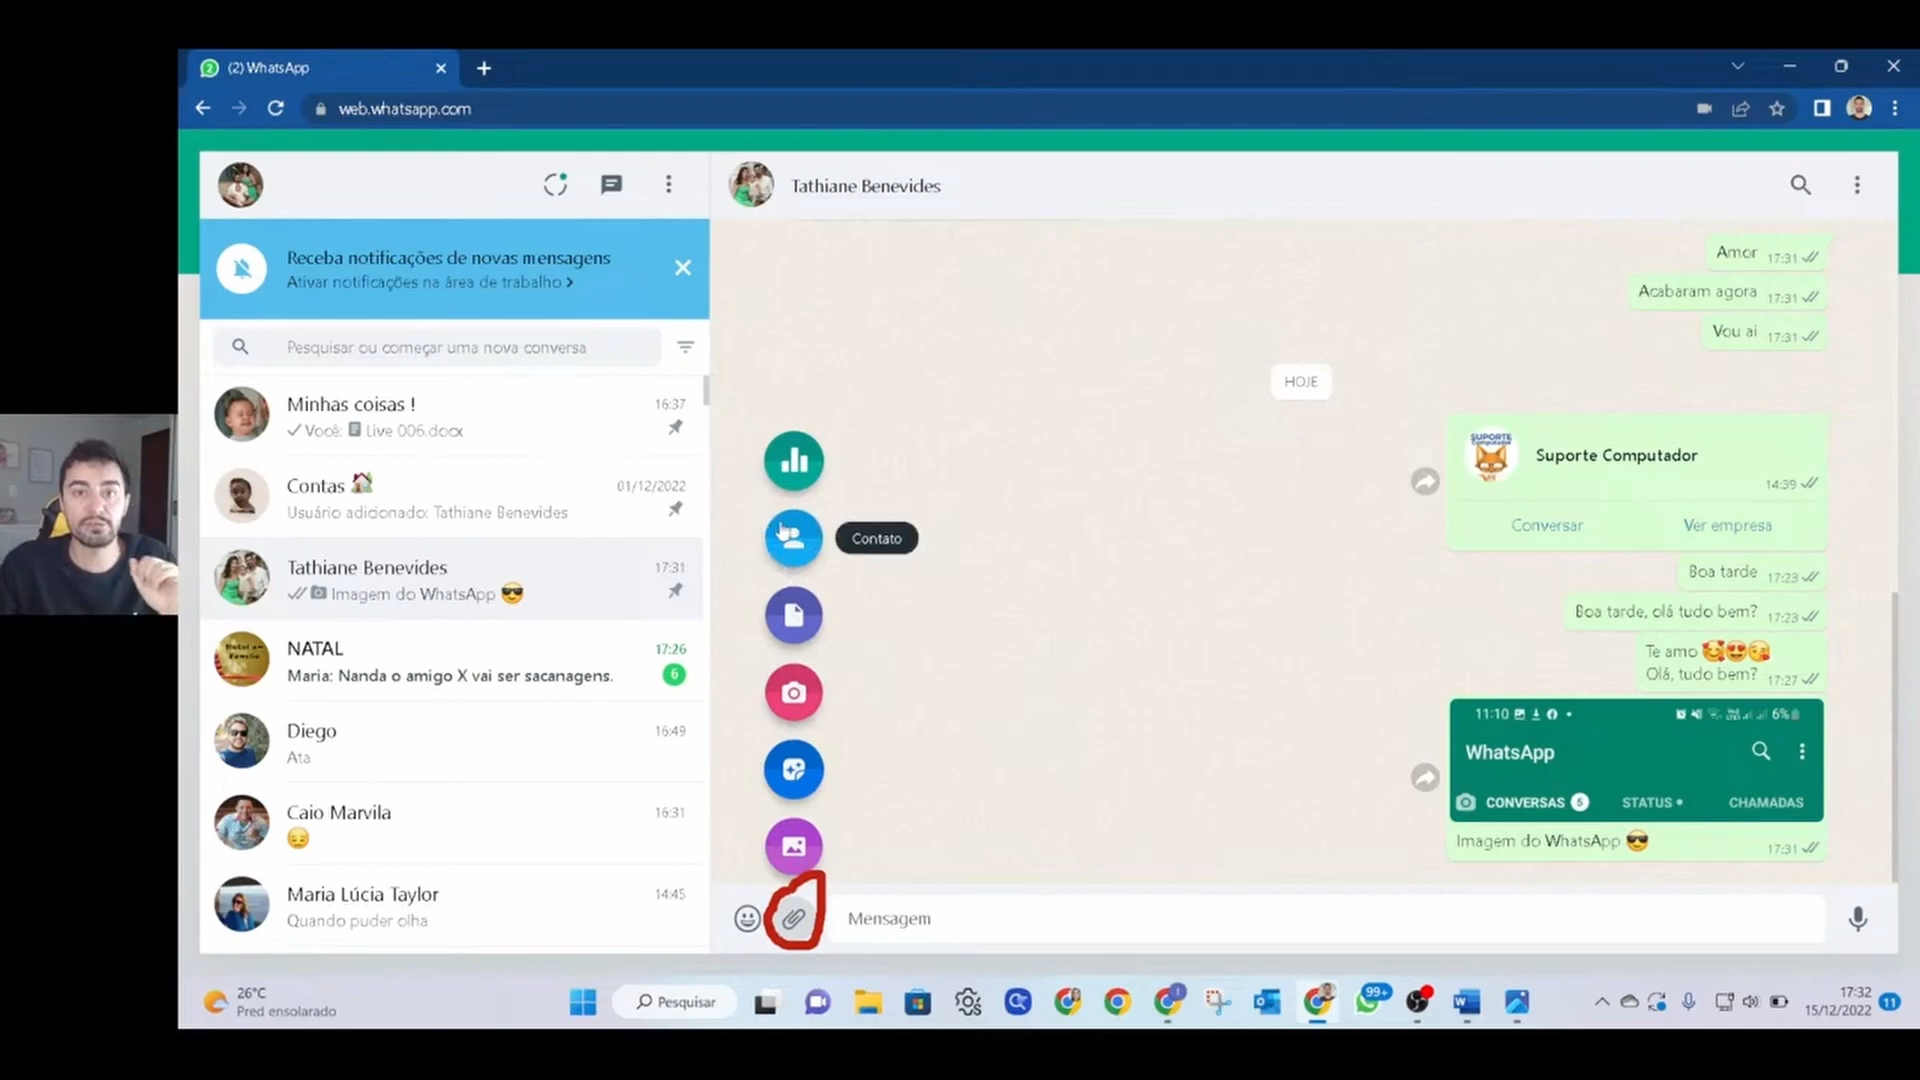 (2) WhatsApp
web.whatsapp.com
Tathiane Benevides
Receba notificações de novas mensagens
Ativar notificações na área de trabalho >
Pesquisar ou começar uma nova conversa
Minhas coisas !
16:37
Você: Live 006.docx
Contas
01/12/2022
Usuário adicionado: Tathiane Benevides
Tathiane Benevides
17:31
Imagem do WhatsApp 😎
NATAL
17:26
Maria: Nanda o amigo X vai ser sacanagens.
6
Diego
16:49
Ata
Caio Marvila
16:31
😔
Maria Lúcia Taylor
14:45
Quando puder olha
Amor 17:31
Acabaram agora 17:31
Vou ai 17:31
HOJE
SUPORTE
Computador
Suporte Computador
14:39
Conversar
Ver empresa
Contato
Boa tarde 17:23
Boa tarde, olá tudo bem? 17:23
Te amo 🥰😍😘
Olá, tudo bem? 17:27
11:10
6%
WhatsApp
CONVERSAS 5 STATUS CHAMADAS
Imagem do WhatsApp 😎 17:31
Mensagem
26°C
Pred ensolarado
Pesquisar
1
99+
17:32
15/12/2022
11